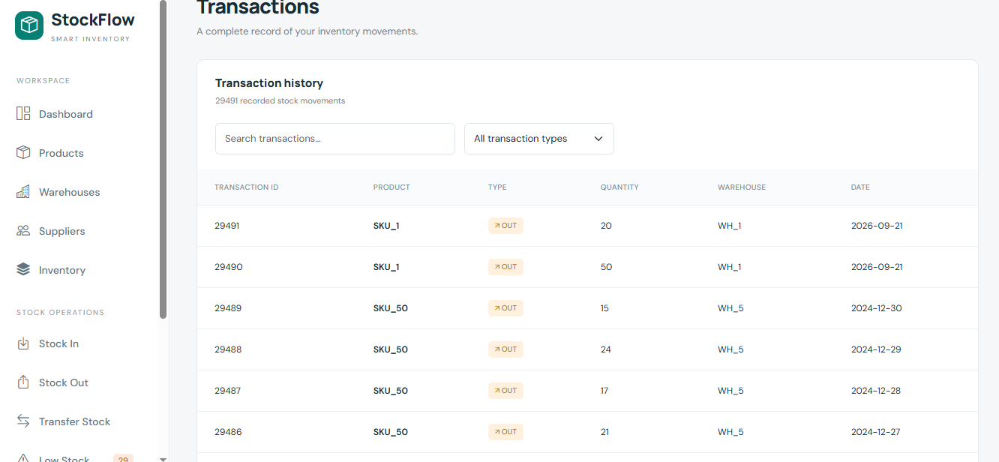 StockFlow
SMART INVENTORY
WORKSPACE
Dashboard
Products
Warehouses
Suppliers
Inventory
STOCK OPERATIONS
Stock In
Stock Out
Transfer Stock
Low Stock 29
Transactions
A complete record of your inventory movements.
Transaction history
29491 recorded stock movements
Search transactions... All transaction types
TRANSACTION ID PRODUCT TYPE QUANTITY WAREHOUSE DATE
29491 SKU_1 OUT 20 WH_1 2026-09-21
29490 SKU_1 OUT 50 WH_1 2026-09-21
29489 SKU_50 OUT 15 WH_5 2024-12-30
29488 SKU_50 OUT 24 WH_5 2024-12-29
29487 SKU_50 OUT 17 WH_5 2024-12-28
29486 SKU_50 OUT 21 WH_5 2024-12-27